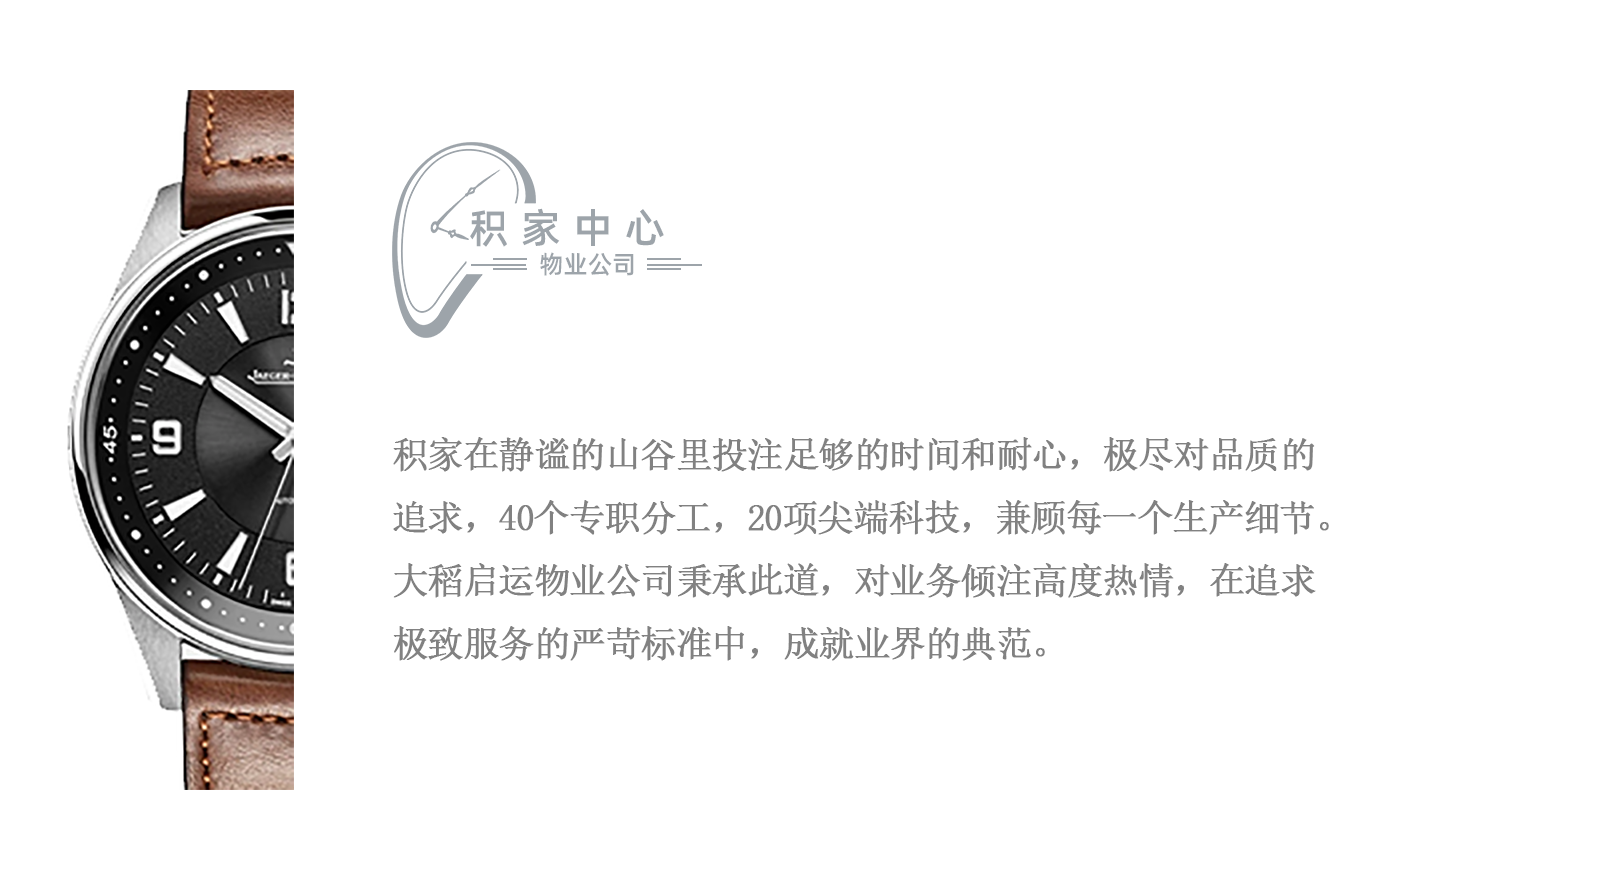 积家中心
物业公司
积家在静谧的山谷里投注足够的时间和耐心，极尽对品质的
追求，40个专职分工，20项尖端科技，兼顾每一个生产细节。
大稻启运物业公司秉承此道，对业务倾注高度热情，在追求
极致服务的严苛标准中，成就业界的典范。
45
9